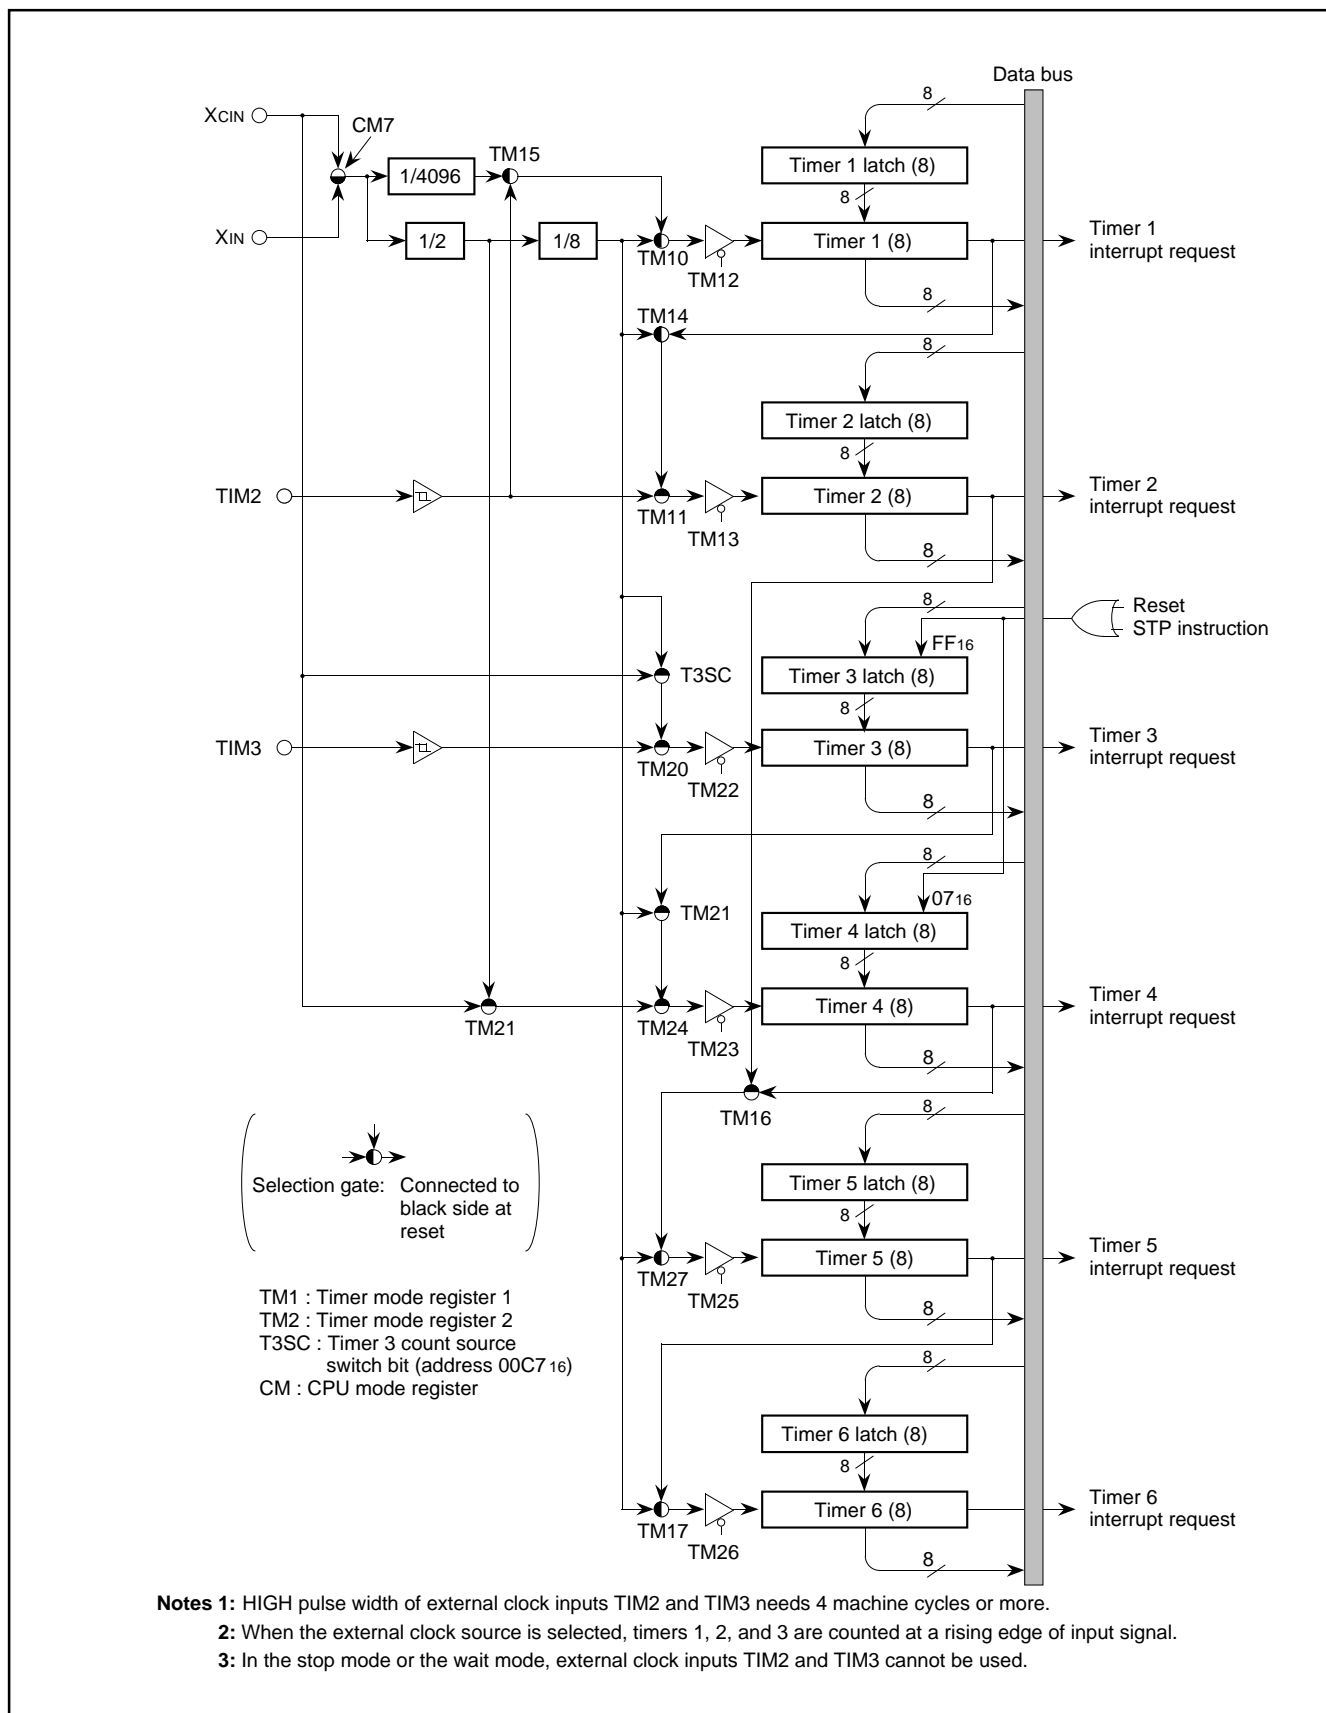 Data bus
8
XCIN
CM7
TM15
1/4096
Timer 1 latch (8)
8
XIN
1/2
1/8
TM10
TM12
Timer 1 (8)
Timer 1
interrupt request
8
TM14
8
Timer 2 latch (8)
8
TIM2
TM11
TM13
Timer 2 (8)
Timer 2
interrupt request
8
8
Reset
STP instruction
FF16
T3SC
Timer 3 latch (8)
8
TIM3
TM20
TM22
Timer 3 (8)
Timer 3
interrupt request
8
8
0716
TM21
Timer 4 latch (8)
8
TM21
TM24
TM23
Timer 4 (8)
Timer 4
interrupt request
8
TM16
8
Selection gate: Connected to
black side at
reset
Timer 5 latch (8)
8
TM27
TM25
Timer 5 (8)
Timer 5
interrupt request
8
TM1 : Timer mode register 1
TM2 : Timer mode register 2
T3SC : Timer 3 count source
switch bit (address 00C716)
CM : CPU mode register
8
Timer 6 latch (8)
8
TM17
TM26
Timer 6 (8)
Timer 6
interrupt request
8
Notes 1: HIGH pulse width of external clock inputs TIM2 and TIM3 needs 4 machine cycles or more.
2: When the external clock source is selected, timers 1, 2, and 3 are counted at a rising edge of input signal.
3: In the stop mode or the wait mode, external clock inputs TIM2 and TIM3 cannot be used.